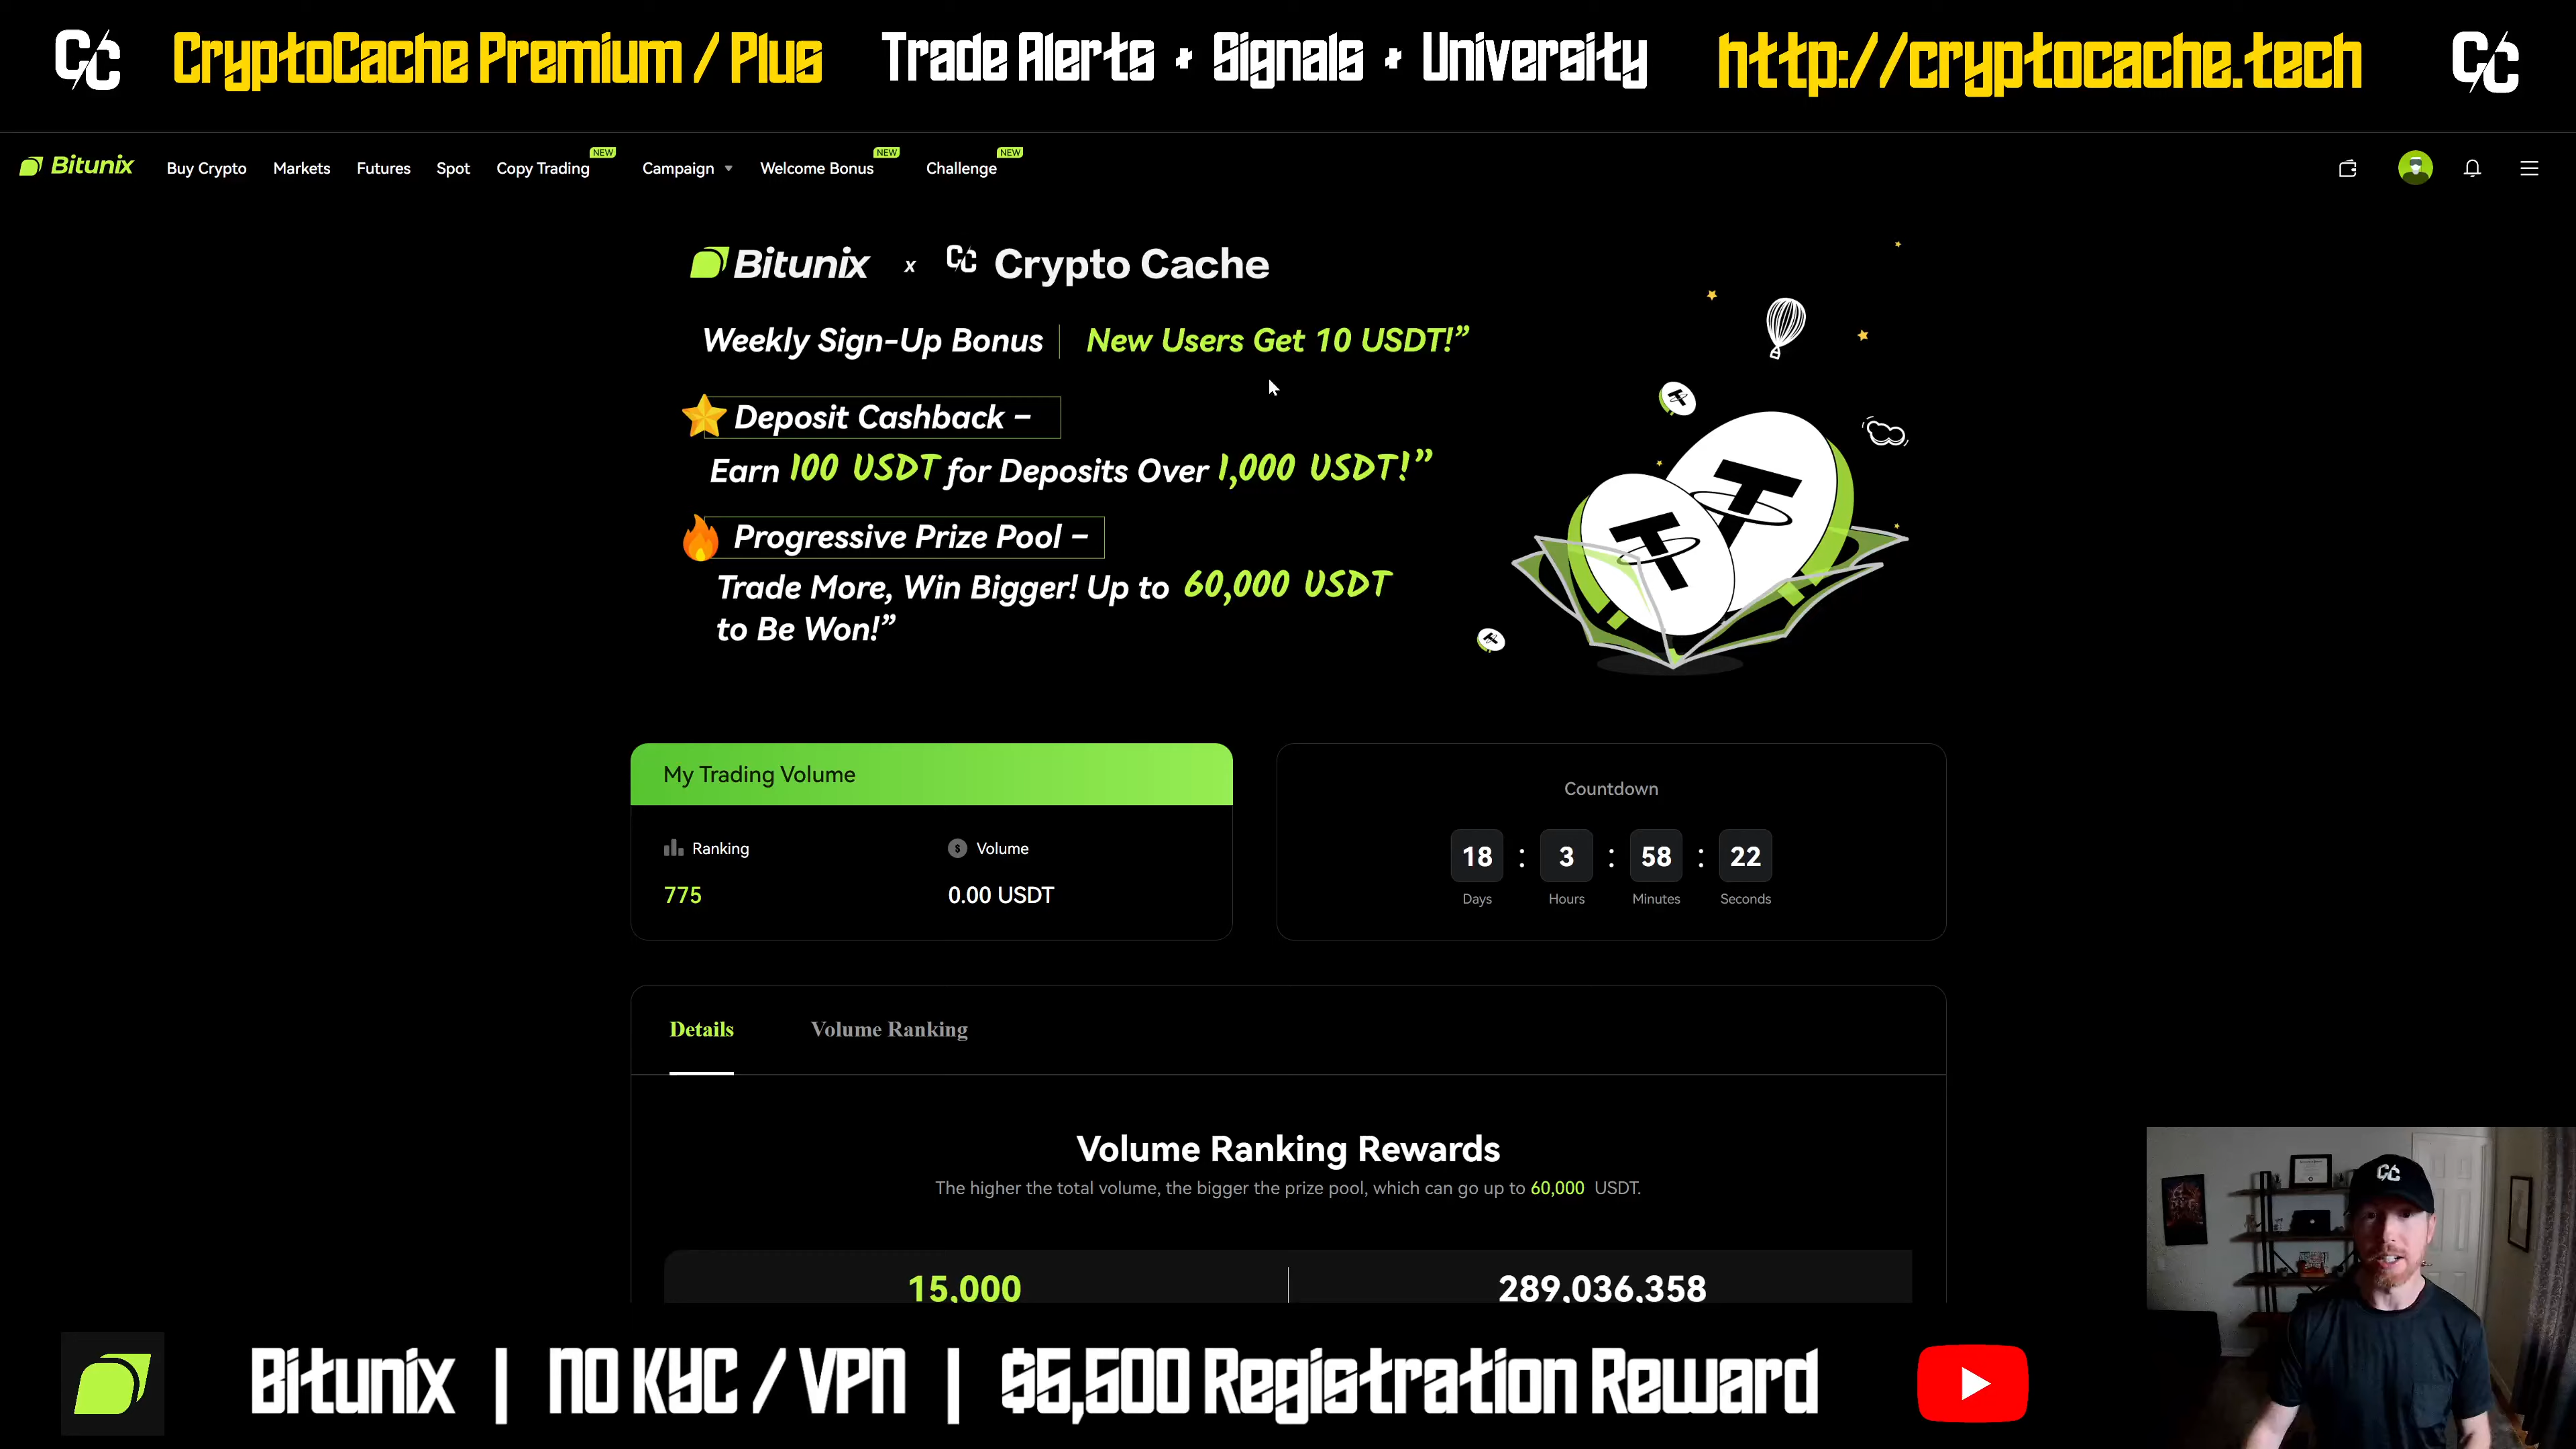 CC CryptoCache Premium / Plus Trade Alerts + Signals + University http://cryptocache.tech CC
Bitunix Buy Crypto Markets Futures Spot Copy Trading NEW Campaign Welcome Bonus NEW Challenge NEW
Bitunix x CC Crypto Cache
Weekly Sign-Up Bonus | New Users Get 10 USDT!”
Deposit Cashback –
Earn 100 USDT for Deposits Over 1,000 USDT!”
Progressive Prize Pool –
Trade More, Win Bigger! Up to 60,000 USDT
to Be Won!”
My Trading Volume
Ranking
775
Volume
0.00 USDT
Countdown
18 : 3 : 58 : 22
Days Hours Minutes Seconds
Details Volume Ranking
Volume Ranking Rewards
The higher the total volume, the bigger the prize pool, which can go up to 60,000 USDT.
15,000 289,036,358
CC
Bitunix | NO KYC / VPN | $5,500 Registration Reward